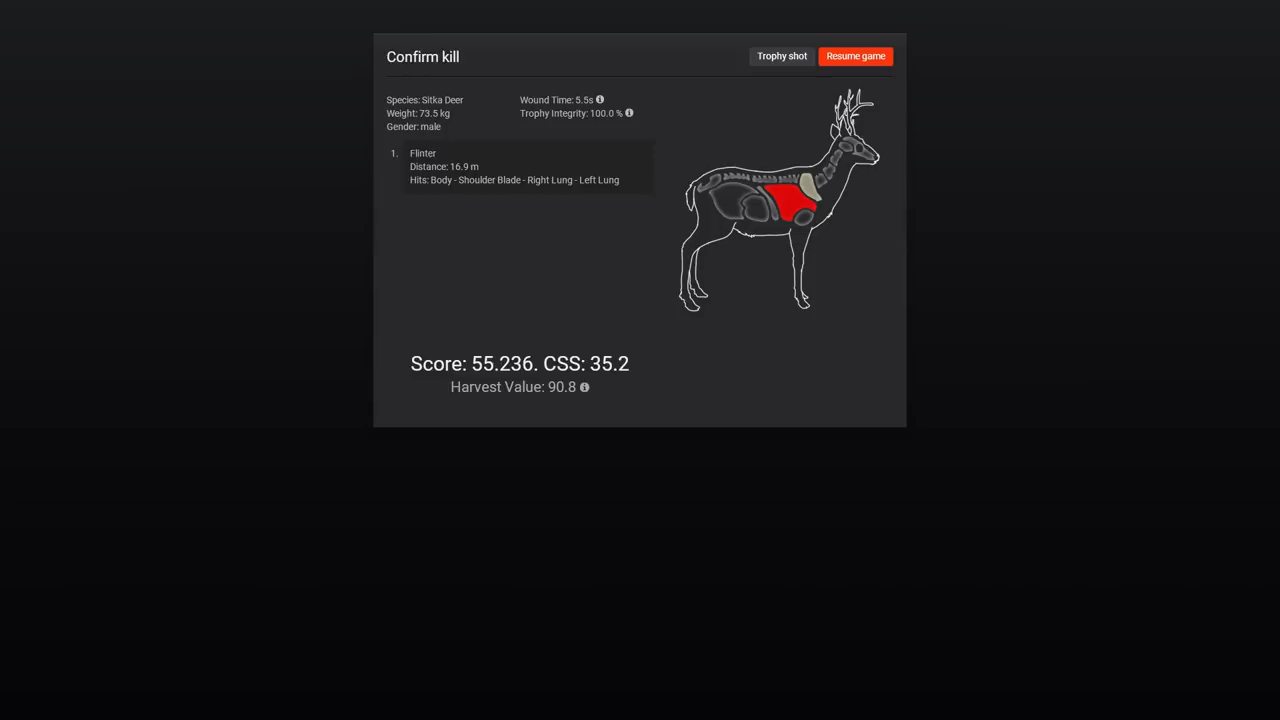 Confirm kill
Trophy shot
Resume game
Species: Sitka Deer
Weight: 73.5 kg
Gender: male
Wound Time: 5.5s
Trophy Integrity: 100.0 %
1. Flinter
Distance: 16.9 m
Hits: Body - Shoulder Blade - Right Lung - Left Lung
Score: 55.236. CSS: 35.2
Harvest Value: 90.8